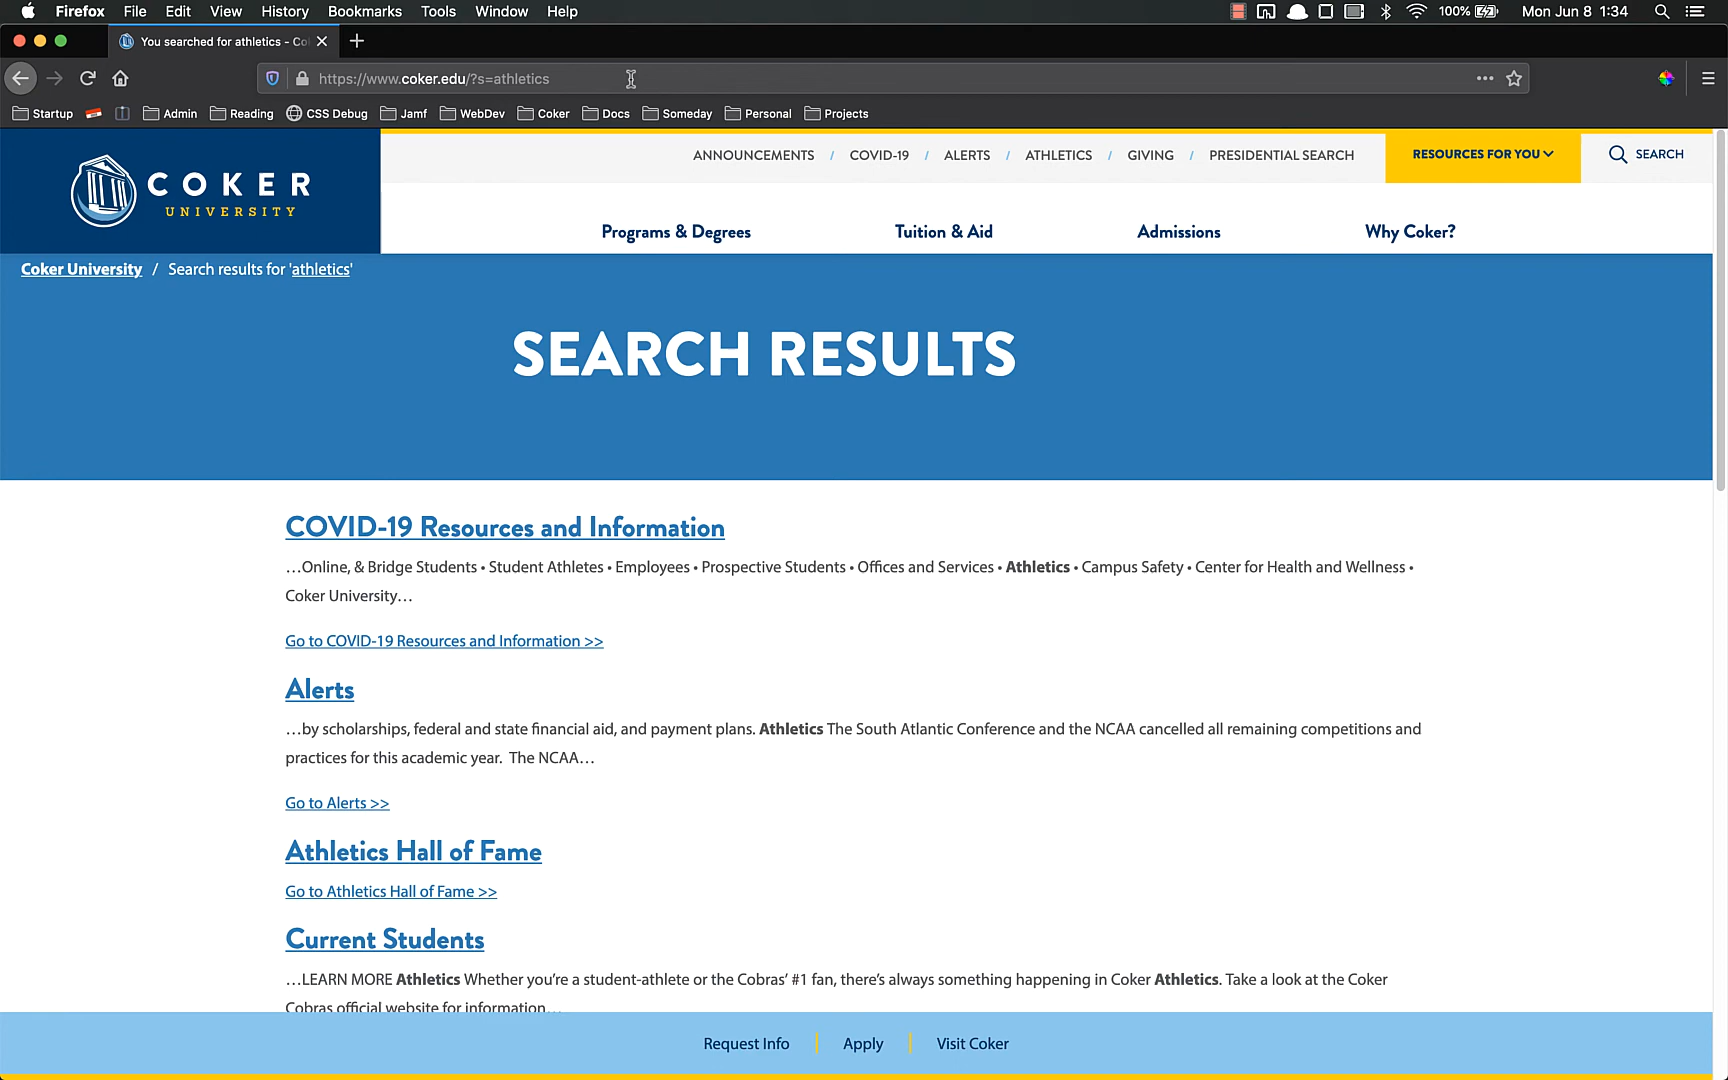 Firefox File Edit View History Bookmarks Tools Window Help 100% Mon Jun 8 1:34
You searched for athletics - Co
https://www.coker.edu/?s=athletics
Startup Admin Reading CSS Debug Jamf WebDev Coker Docs Someday Personal Projects
ANNOUNCEMENTS / COVID-19 / ALERTS / ATHLETICS / GIVING / PRESIDENTIAL SEARCH RESOURCES FOR YOU SEARCH
COKER
UNIVERSITY
Programs & Degrees Tuition & Aid Admissions Why Coker?
Coker University / Search results for 'athletics'
SEARCH RESULTS
COVID-19 Resources and Information
…Online, & Bridge Students • Student Athletes • Employees • Prospective Students • Offices and Services • Athletics • Campus Safety • Center for Health and Wellness •
Coker University…
Go to COVID-19 Resources and Information >>
Alerts
…by scholarships, federal and state financial aid, and payment plans. Athletics The South Atlantic Conference and the NCAA cancelled all remaining competitions and
practices for this academic year. The NCAA…
Go to Alerts >>
Athletics Hall of Fame
Go to Athletics Hall of Fame >>
Current Students
…LEARN MORE Athletics Whether you're a student-athlete or the Cobras' #1 fan, there's always something happening in Coker Athletics. Take a look at the Coker
Cobras official website for information…
Request Info Apply Visit Coker